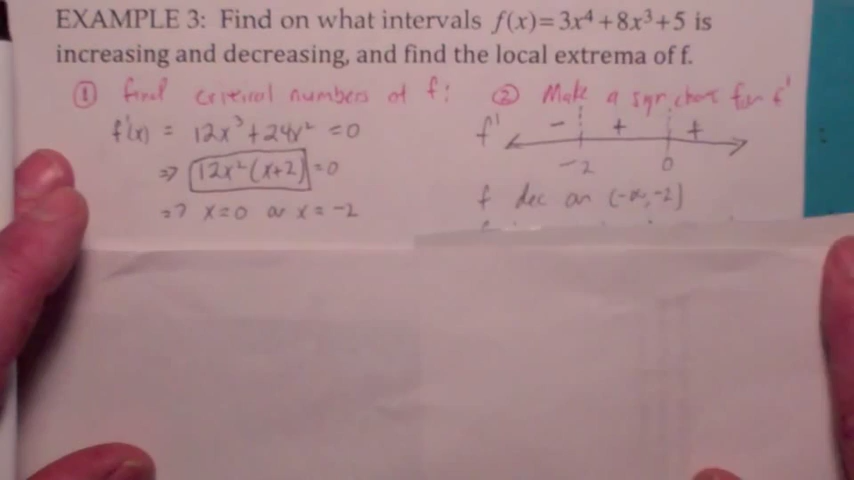 EXAMPLE 3: Find on what intervals f(x)=3x⁴+8x³+5 is
increasing and decreasing, and find the local extrema of f.
① Find critical numbers of f:
f'(x) = 12x³+24x² =0
⇒ 12x²(x+2) =0
⇒ x=0 or x=-2
② Make a sign chart for f'
f' - + +
-2 0
f dec on (-∞,-2]